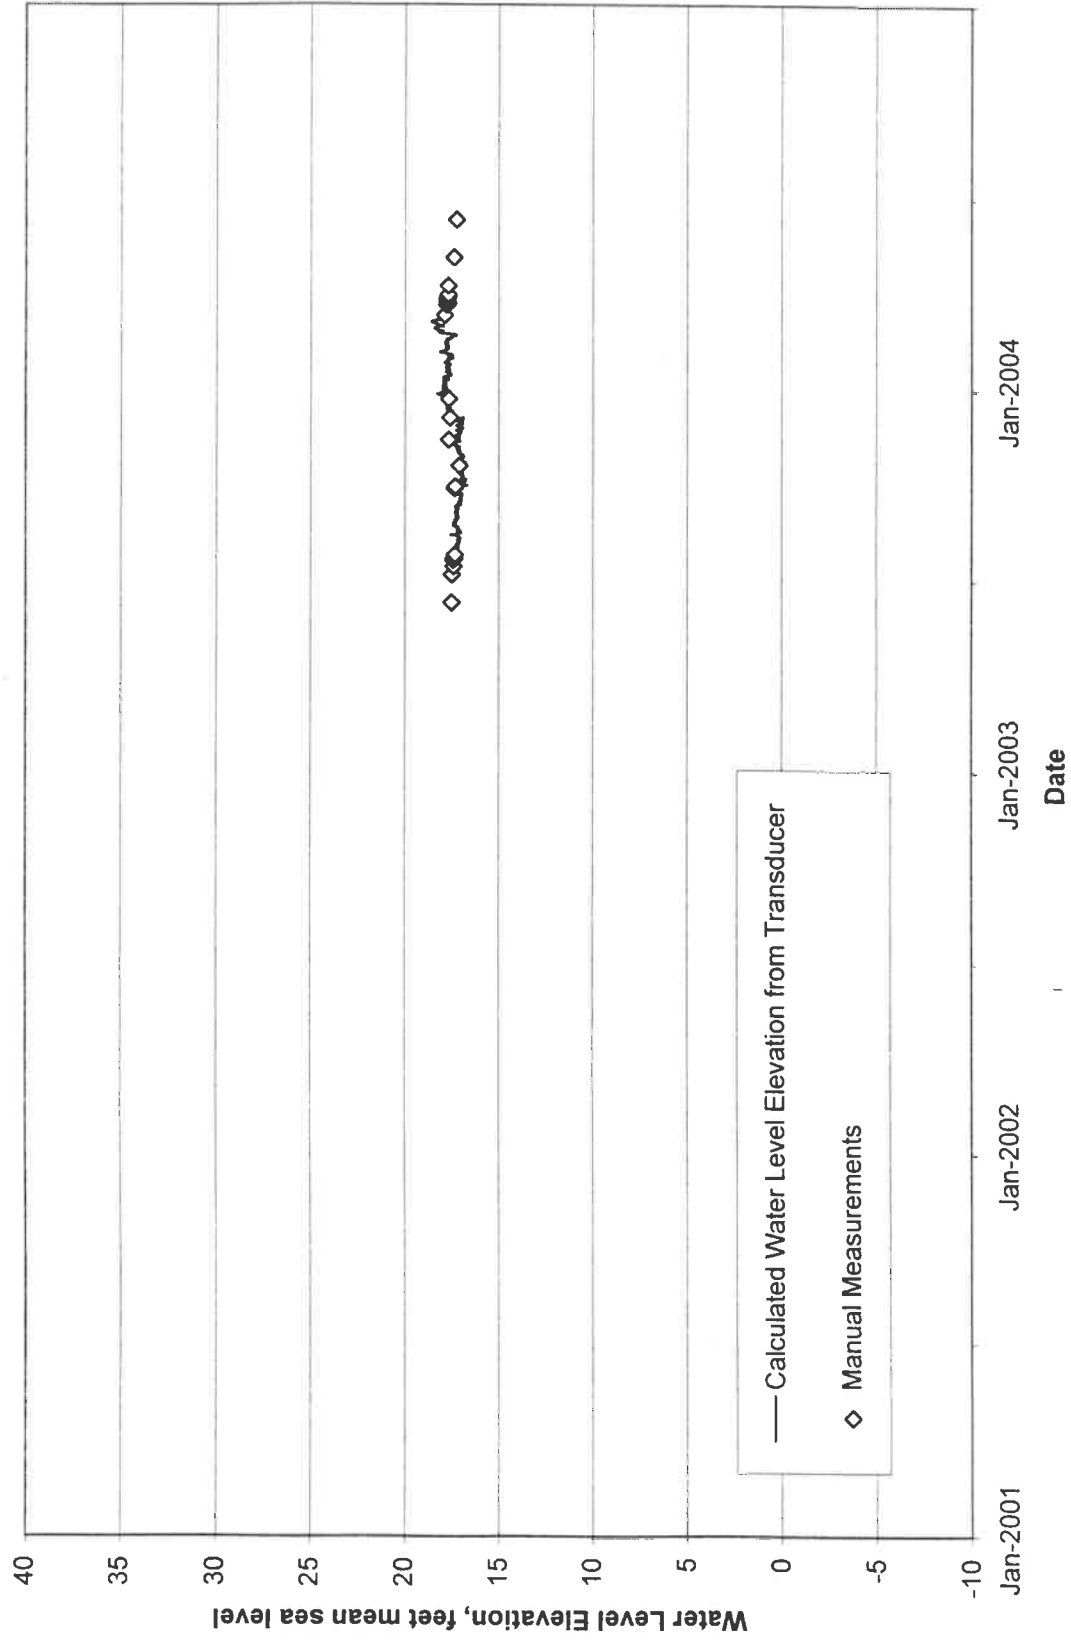 Water Level Elevation, feet mean sea level
40
35
30
25
20
15
10
5
0
-5
-10
Calculated Water Level Elevation from Transducer
Manual Measurements
Jan-2001
Jan-2002
Jan-2003
Jan-2004
Date